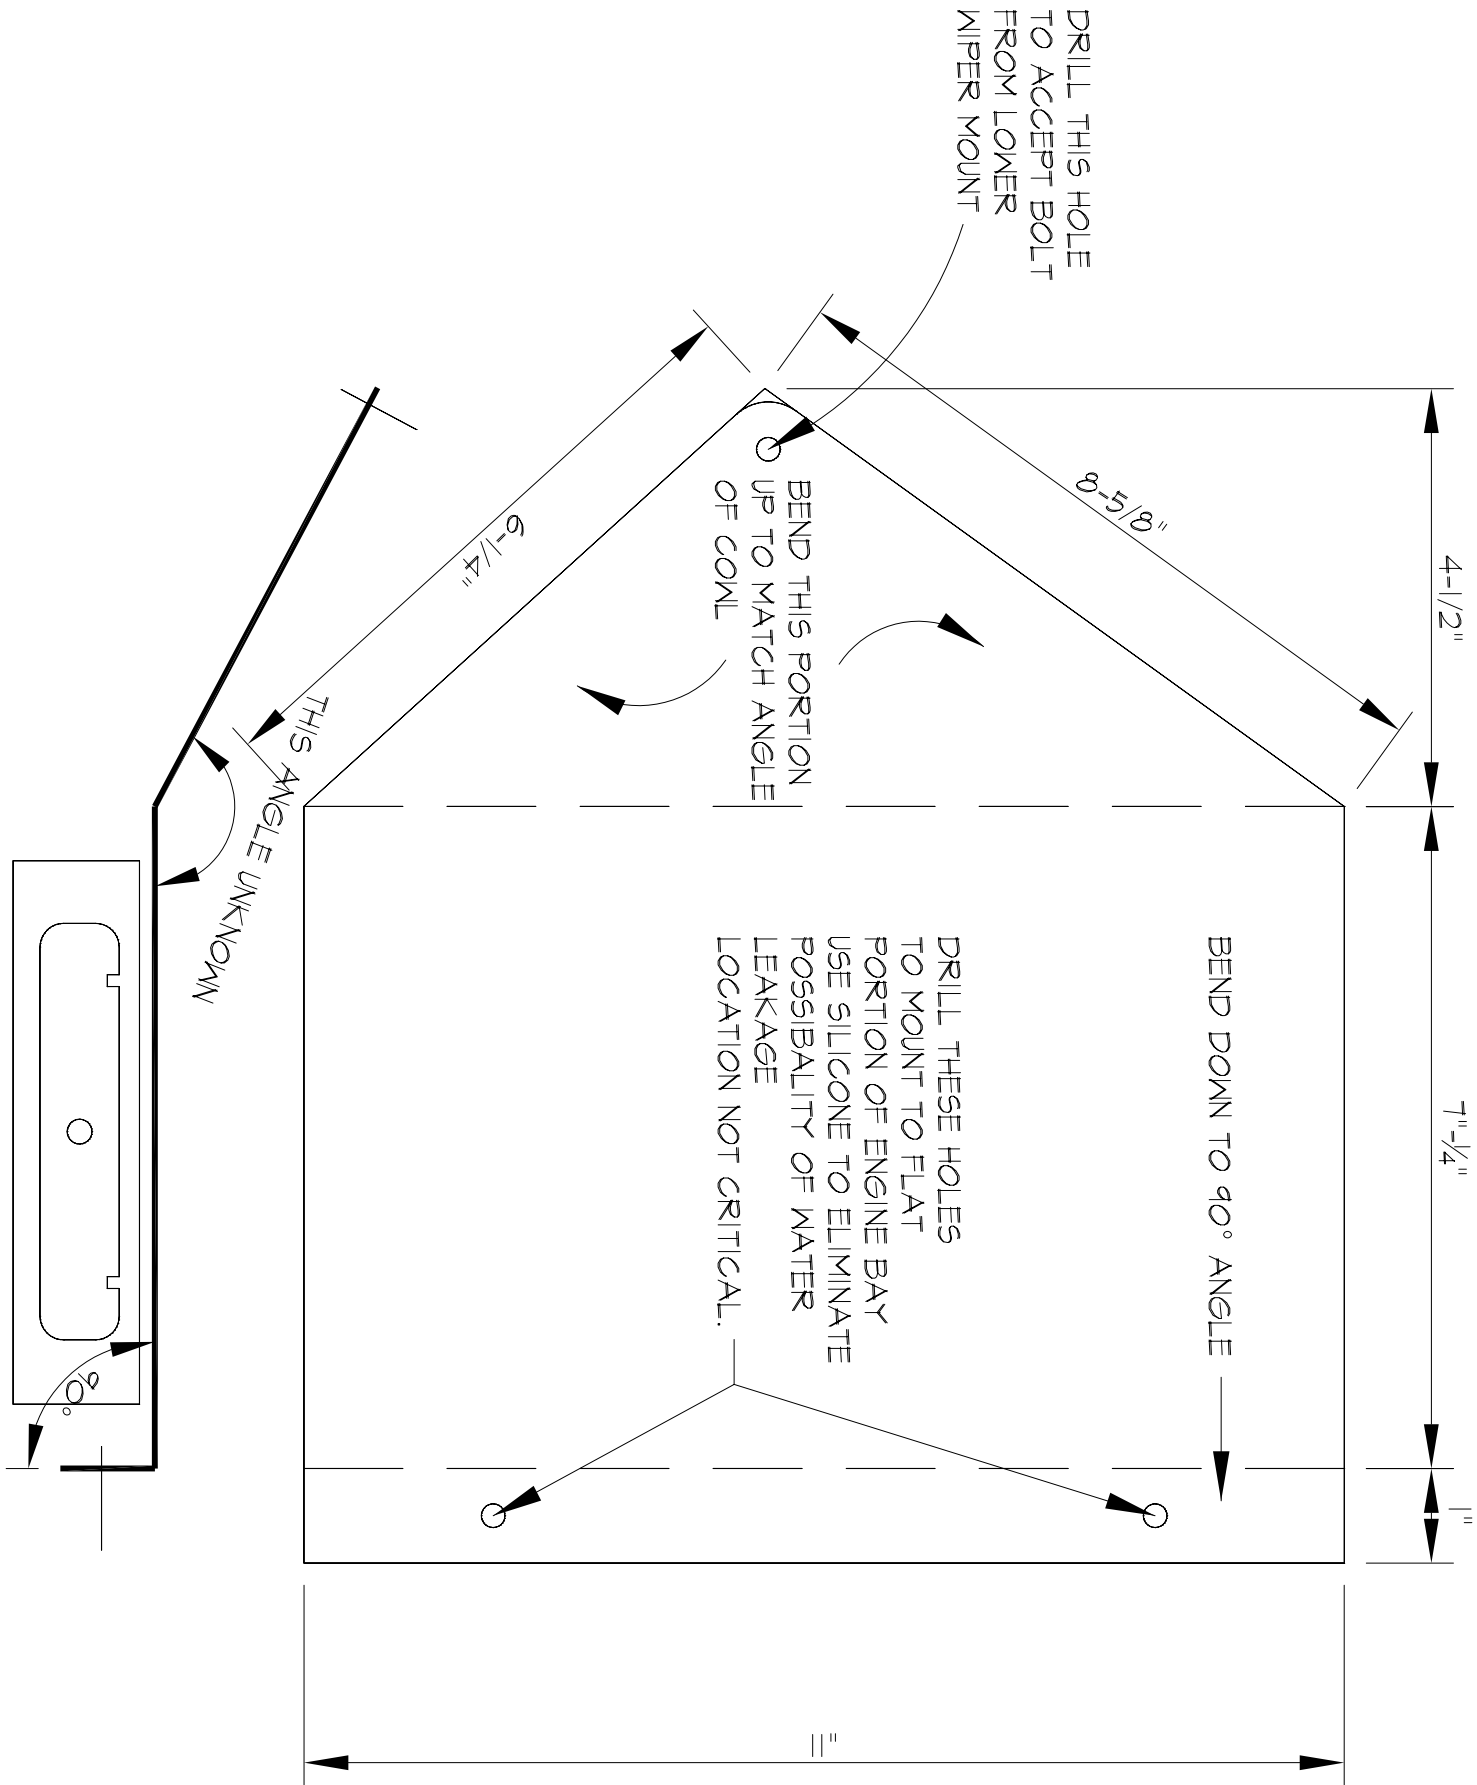 DRILL THIS HOLE
TO ACCEPT BOLT
FROM LOWER
WIPER MOUNT
8-5/8"
4-1/2"
6-1/4"
BEND THIS PORTION
UP TO MATCH ANGLE
OF COWL
THIS ANGLE UNKNOWN
7"-1/4"
BEND DOWN TO 90° ANGLE
DRILL THESE HOLES
TO MOUNT TO FLAT
PORTION OF ENGINE BAY
USE SILICONE TO ELIMINATE
POSSIBALITY OF WATER
LEAKAGE
LOCATION NOT CRITICAL.
90°
1"
11"